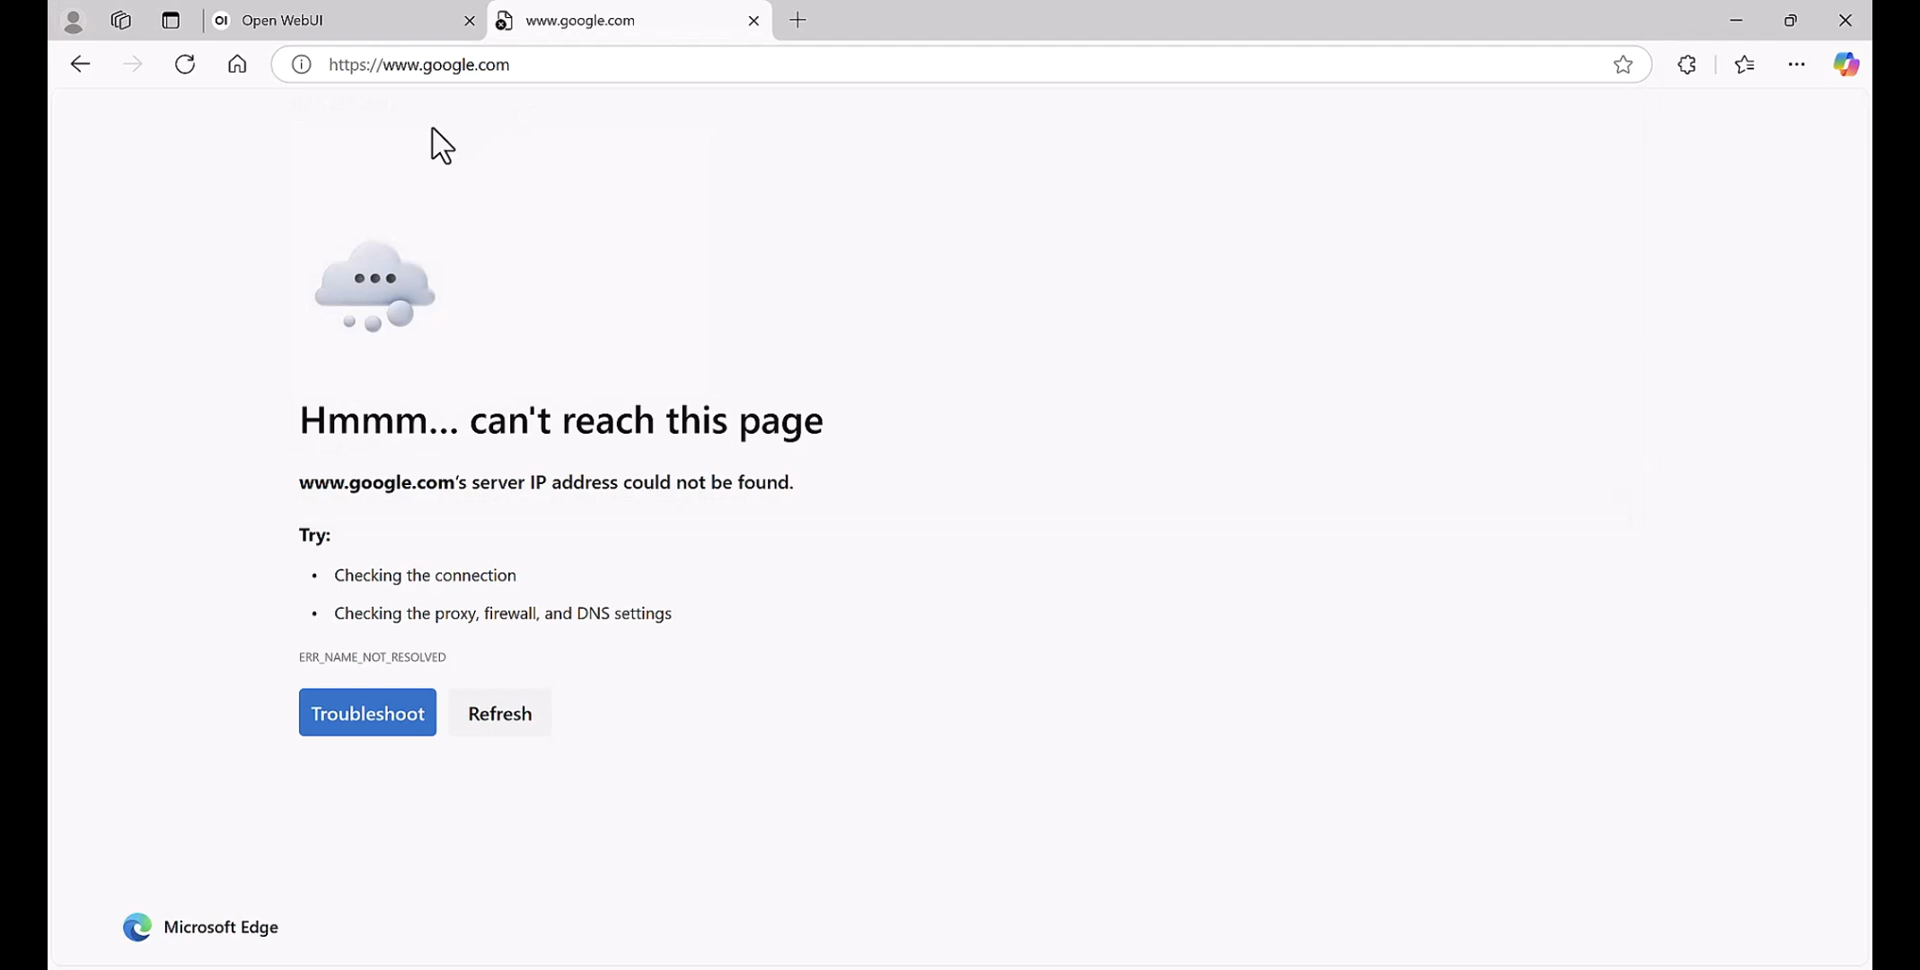 OI Open WebUI
www.google.com
https://www.google.com
Hmmm... can't reach this page
www.google.com's server IP address could not be found.
Try:
• Checking the connection
• Checking the proxy, firewall, and DNS settings
ERR_NAME_NOT_RESOLVED
Troubleshoot
Refresh
Microsoft Edge